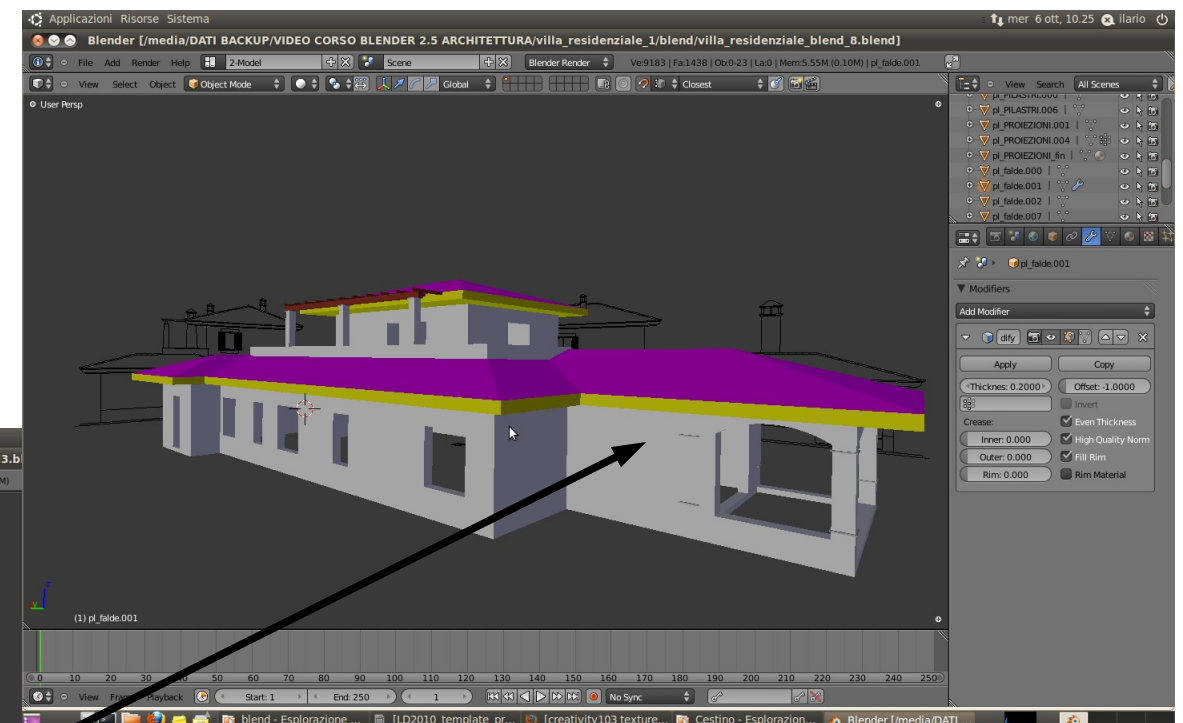 Applicazioni Risorse Sistema mer 6 ott, 10.25 ilario
Blender [/media/DATI BACKUP/VIDEO CORSO BLENDER 2.5 ARCHITETTURA/villa_residenziale_1/blend/villa_residenziale_blend_8.blend]
File Add Render Help 2-Model Scene Blender Render Ve:9183 | Fa:1438 | Ob:0-23 | La:0 | Mem:5.55M (0.10M) | pl_falde.001
View Select Object Object Mode Global Closest View Search All Scenes
User Persp
pl_PILASTRI.006
pl_PROIEZIONI.001
pl_PROIEZIONI.004
pl_PROIEZIONI_fin
pl_falde.000
pl_falde.001
pl_falde.002
pl_falde.007
pl_falde.001
Modifiers
Add Modifier
dify
Apply Copy
Thicknes: 0.2000 Offset: -1.0000
Invert
Crease: Even Thickness
Inner: 0.000 High Quality Norm
Outer: 0.000 Fill Rim
Rim: 0.000 Rim Material
3.bl
M)
z
y
(1) pl_falde.001
0 10 20 30 40 50 60 70 80 90 100 110 120 130 140 150 160 170 180 190 200 210 220 230 240 250
View Frame Playback Start: 1 End: 250 1 No Sync
blend - Esplorazione ... [LD2010_template_pr... [creativity103 texture... Cestino - Esplorazion... Blender [/media/DATI